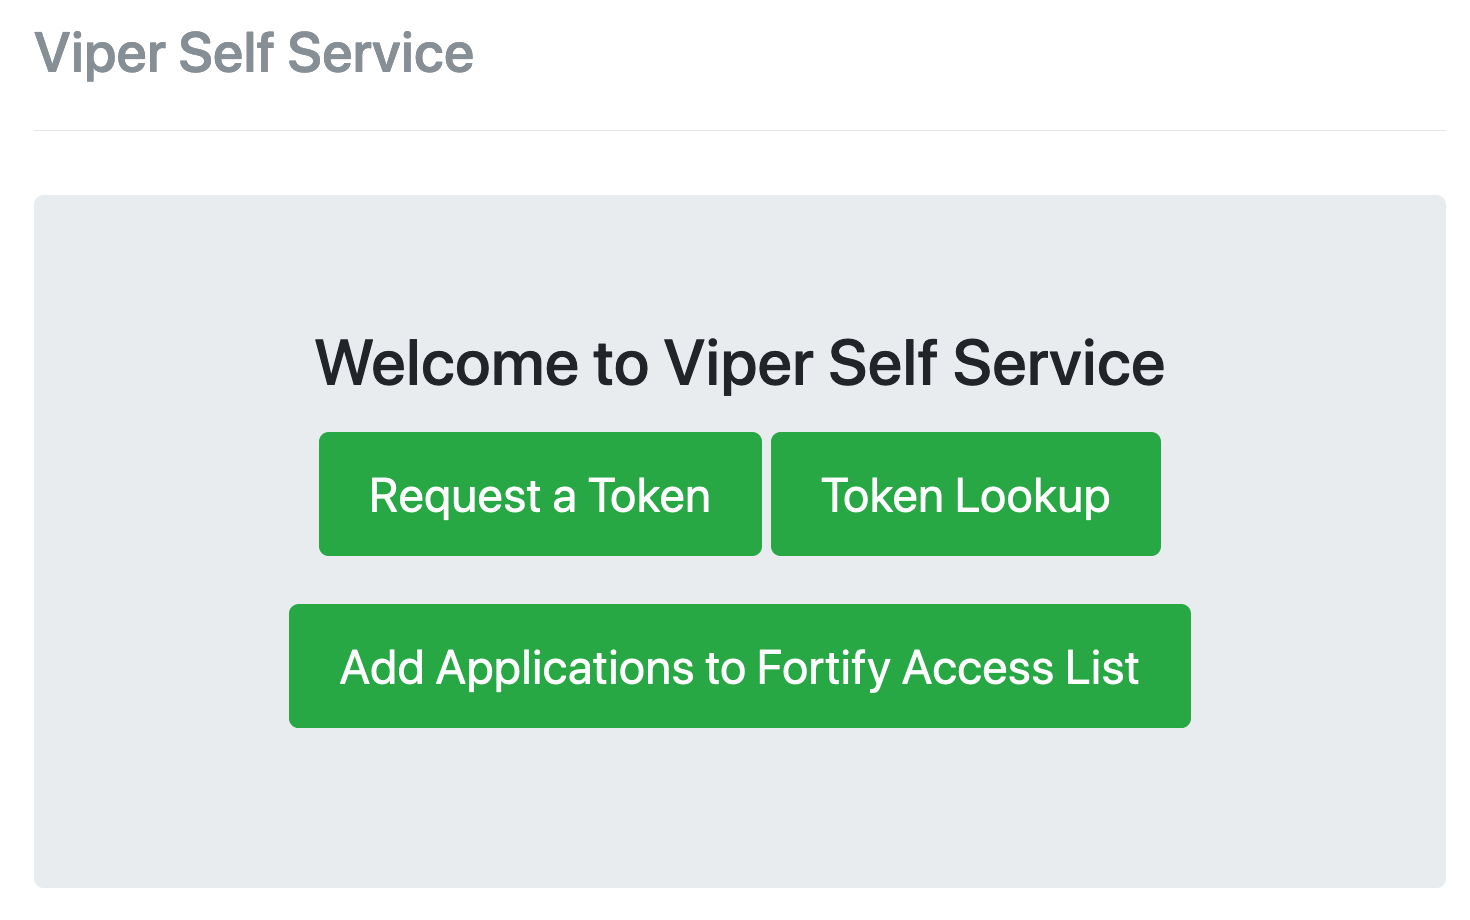 Viper Self Service
Welcome to Viper Self Service
Request a Token Token Lookup
Add Applications to Fortify Access List